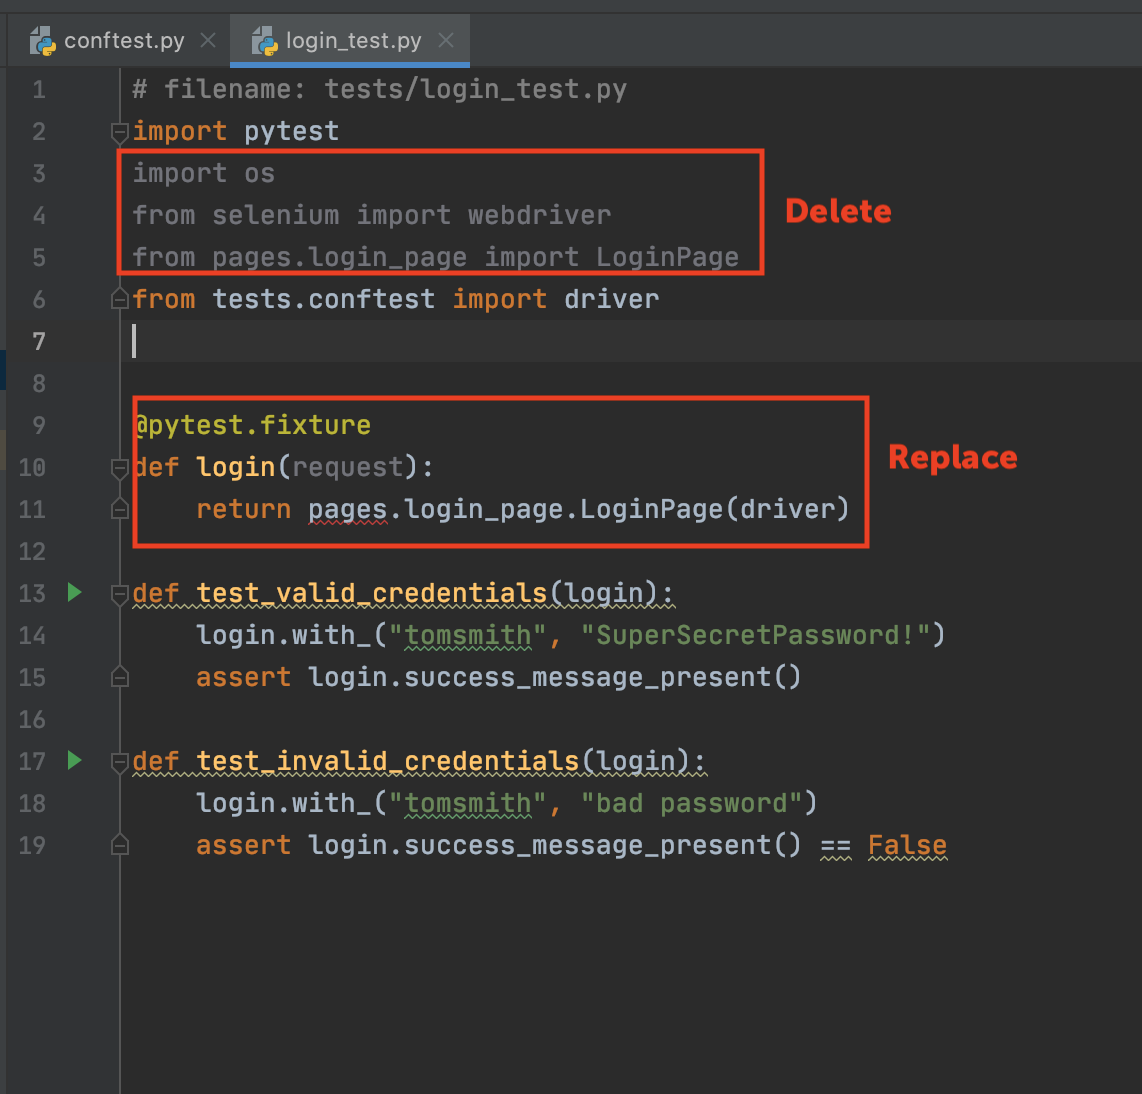 conftest.py
login_test.py
1 # filename: tests/login_test.py
2 import pytest
3 import os
4 from selenium import webdriver
5 from pages.login_page import LoginPage
Delete
6 from tests.conftest import driver
7
8
9 @pytest.fixture
10 def login(request):
Replace
11     return pages.login_page.LoginPage(driver)
12
13 def test_valid_credentials(login):
14     login.with_("tomsmith", "SuperSecretPassword!")
15     assert login.success_message_present()
16
17 def test_invalid_credentials(login):
18     login.with_("tomsmith", "bad password")
19     assert login.success_message_present() == False